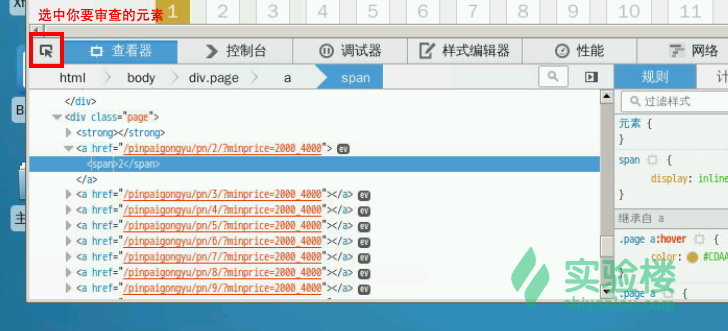 选中你要审查的元素
1 2 3 4 5 6 7 8 9 10 11
查看器 控制台 调试器 样式编辑器 性能 网络
html body div.page a span 规则
过滤样式
</div>
<div class="page">
<strong></strong>
<a href="/pinpaigongyu/pn/2/?minprice=2000_4000"> ev
<span>2</span>
</a>
<a href="/pinpaigongyu/pn/3/?minprice=2000_4000"></a> ev
<a href="/pinpaigongyu/pn/4/?minprice=2000_4000"></a> ev
<a href="/pinpaigongyu/pn/5/?minprice=2000_4000"></a> ev
<a href="/pinpaigongyu/pn/6/?minprice=2000_4000"></a> ev
<a href="/pinpaigongyu/pn/7/?minprice=2000_4000"></a> ev
<a href="/pinpaigongyu/pn/8/?minprice=2000_4000"></a> ev
<a href="/pinpaigongyu/pn/9/?minprice=2000_4000"></a> ev
元素 {
}
span {
display: inline
}
继承自 a
.page a:hover {
color: #CDAA
}
.page a {
实验楼
shiyanlou.com